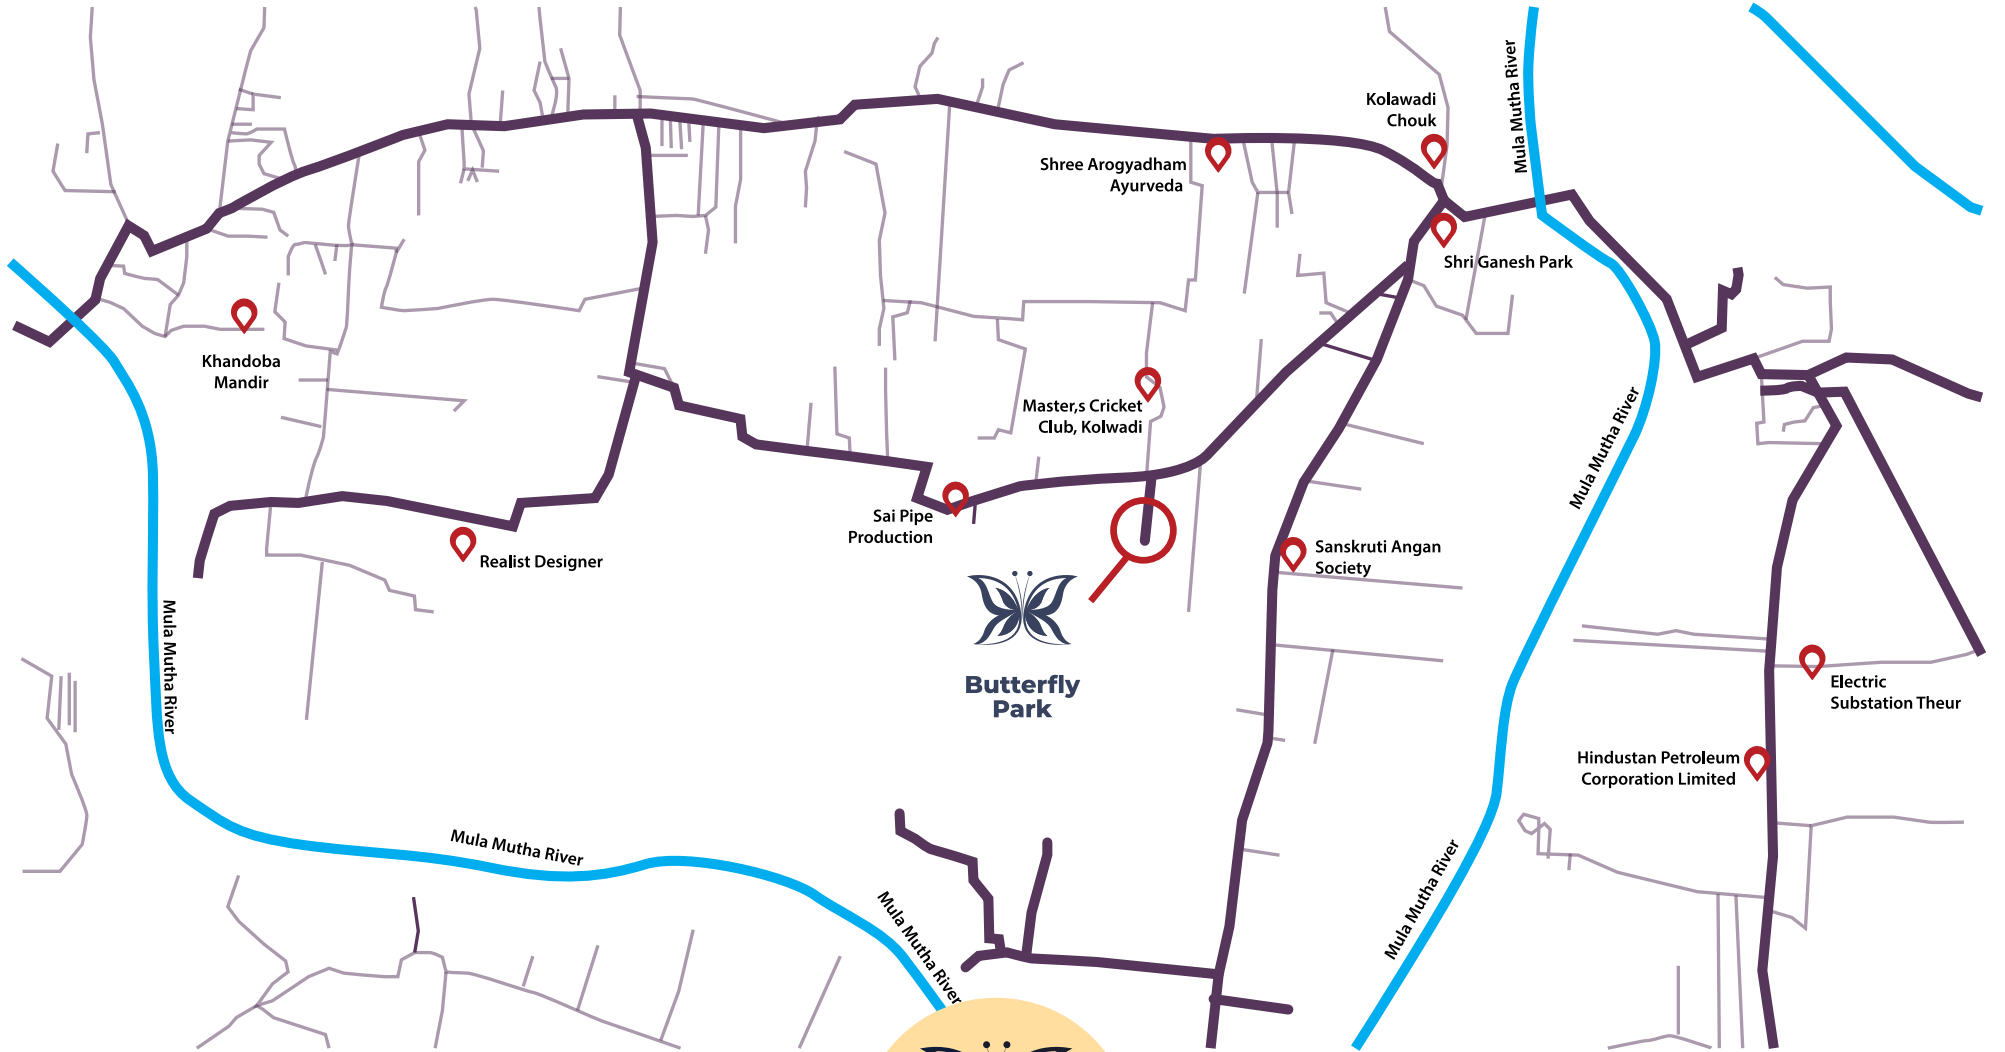 Kolawadi
Chouk
Mula Mutha River
Shree Arogyadham
Ayurveda
Shri Ganesh Park
Khandoba
Mandir
Master,s Cricket
Club, Kolwadi
Mula Mutha River
Sai Pipe
Production
Realist Designer
Sanskruti Angan
Society
Mula Mutha River
Butterfly
Park
Electric
Substation Theur
Hindustan Petroleum
Corporation Limited
Mula Mutha River
Mula Mutha River
Mula Mutha River